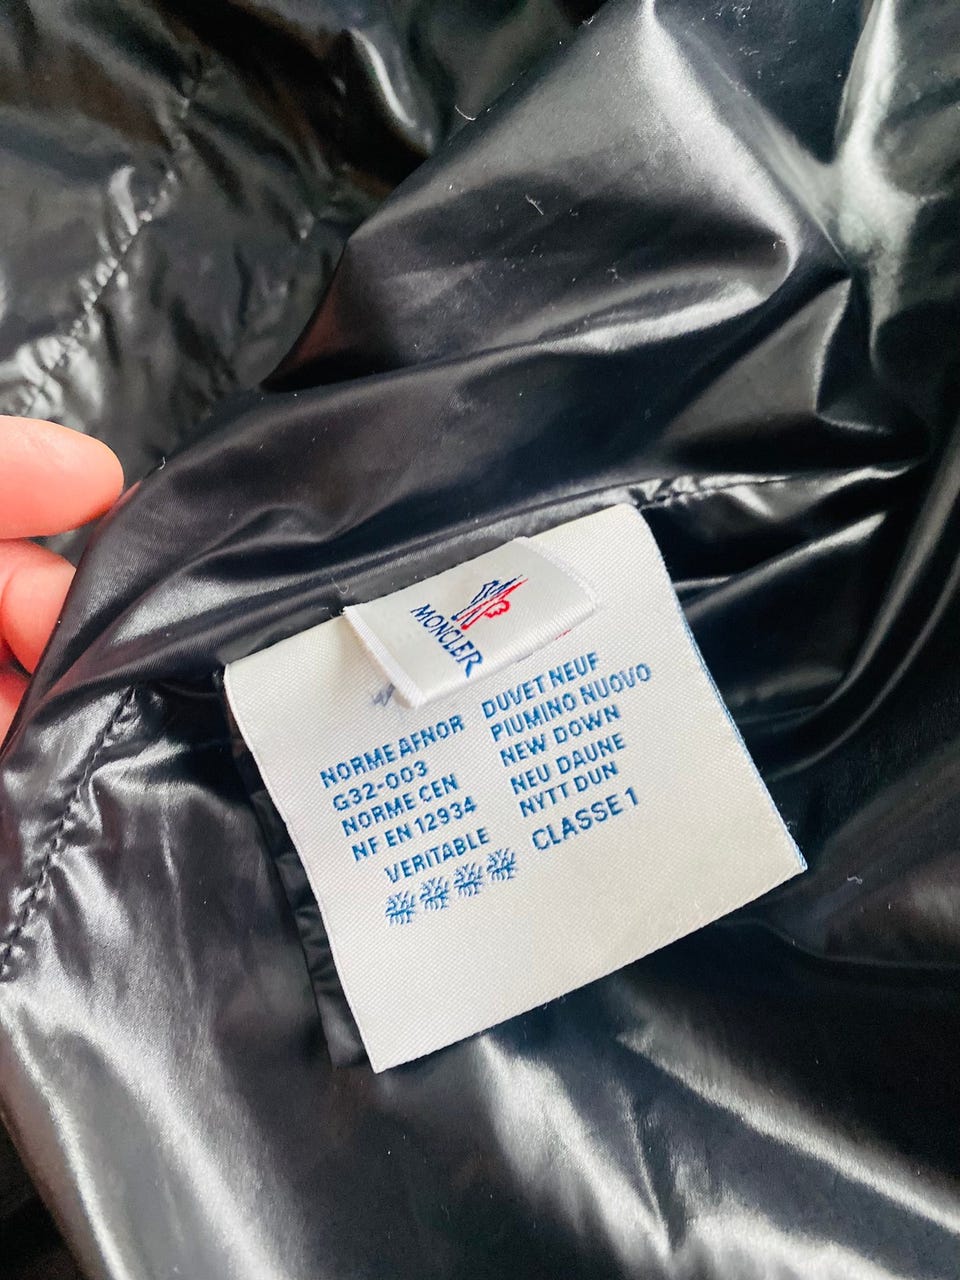 MONCLER
NORME AFNOR
G32-003
NORME CEN
NF EN 12934
VERITABLE
DUVET NEUF
PIUMINO NUOVO
NEW DOWN
NEU DAUNE
NYTT DUN
CLASSE 1